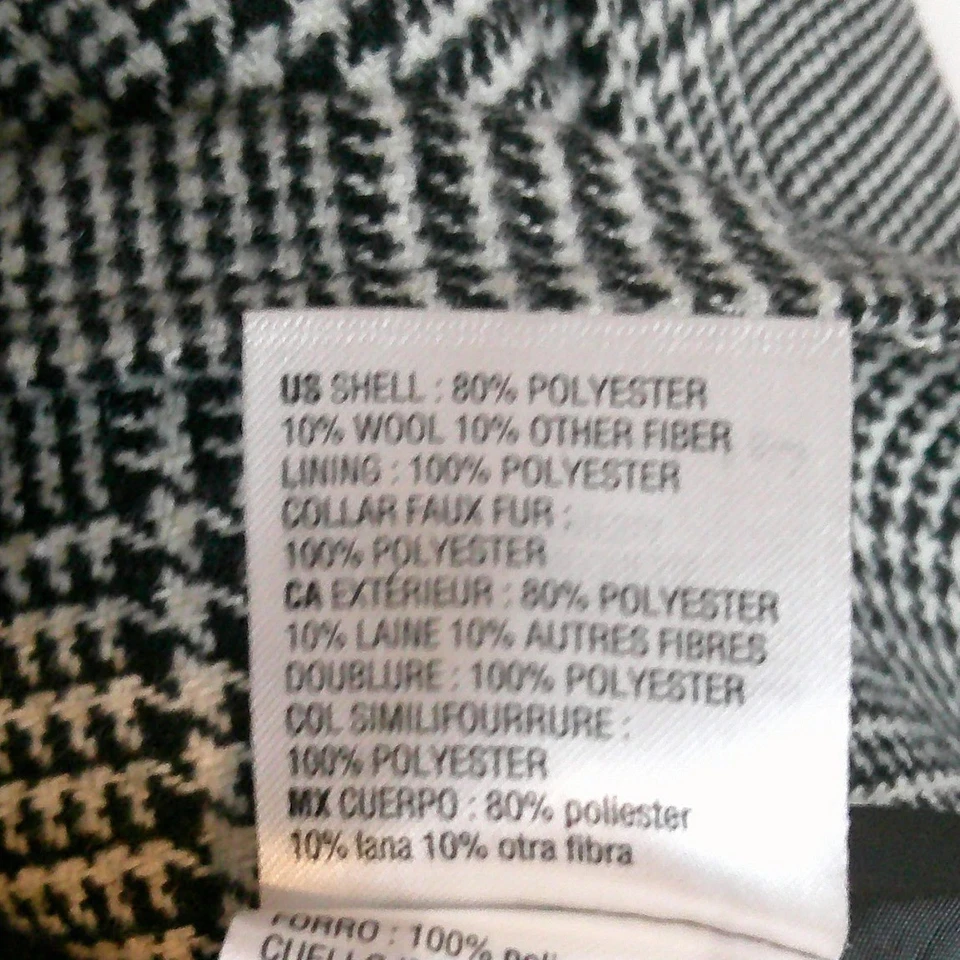 US SHELL : 80% POLYESTER
10% WOOL 10% OTHER FIBER
LINING : 100% POLYESTER
COLLAR FAUX FUR :
100% POLYESTER
CA EXTÉRIEUR : 80% POLYESTER
10% LAINE 10% AUTRES FIBRES
DOUBLURE : 100% POLYESTER
COL SIMILIFOURRURE :
100% POLYESTER
MX CUERPO : 80% poliester
10% lana 10% otra fibra
FORRO : 100%
CUELLO